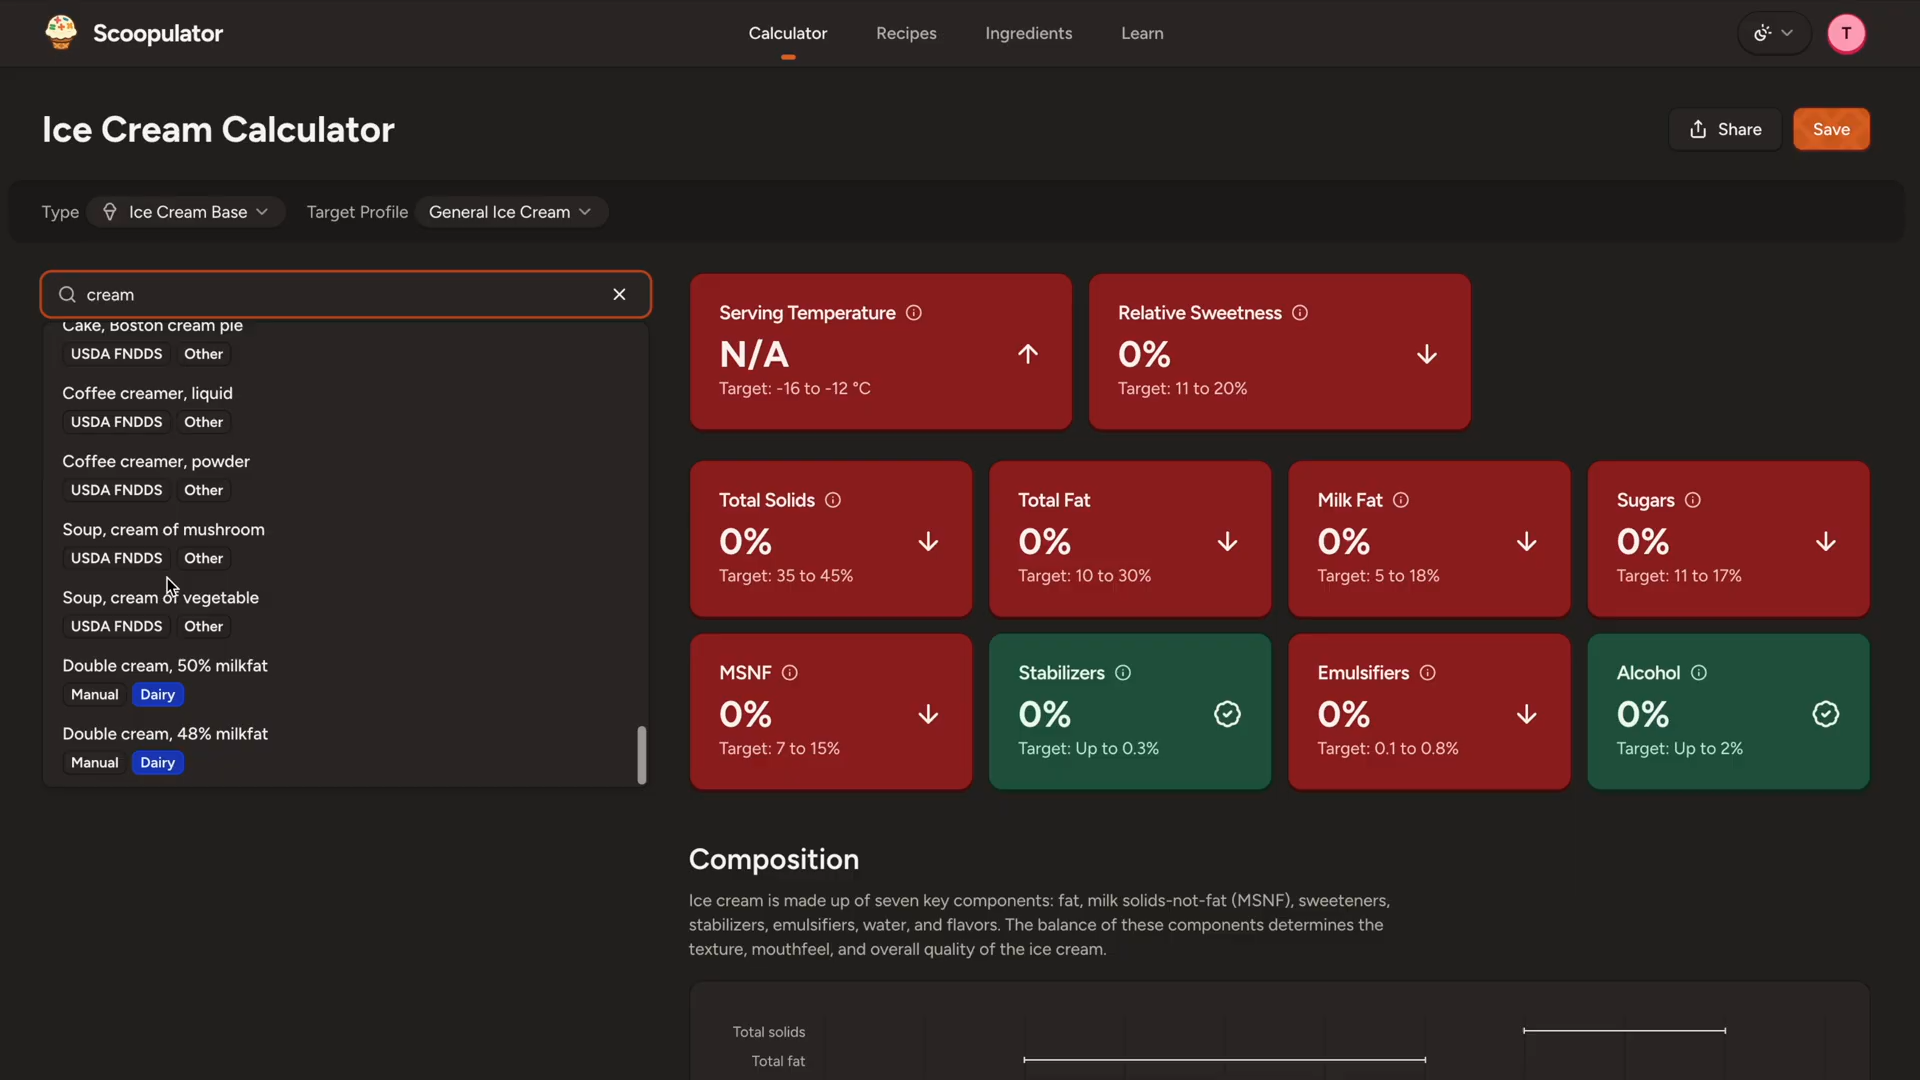 Scoopulator
Calculator
Recipes
Ingredients
Learn
T
Ice Cream Calculator
Share
Save
Type
Ice Cream Base
Target Profile
General Ice Cream
cream
Cake, Boston cream pie
USDA FNDDS Other
Coffee creamer, liquid
USDA FNDDS Other
Coffee creamer, powder
USDA FNDDS Other
Soup, cream of mushroom
USDA FNDDS Other
Soup, cream of vegetable
USDA FNDDS Other
Double cream, 50% milkfat
Manual Dairy
Double cream, 48% milkfat
Manual Dairy
Serving Temperature
N/A
Target: -16 to -12 °C
Relative Sweetness
0%
Target: 11 to 20%
Total Solids
0%
Target: 35 to 45%
Total Fat
0%
Target: 10 to 30%
Milk Fat
0%
Target: 5 to 18%
Sugars
0%
Target: 11 to 17%
MSNF
0%
Target: 7 to 15%
Stabilizers
0%
Target: Up to 0.3%
Emulsifiers
0%
Target: 0.1 to 0.8%
Alcohol
0%
Target: Up to 2%
Composition
Ice cream is made up of seven key components: fat, milk solids-not-fat (MSNF), sweeteners,
stabilizers, emulsifiers, water, and flavors. The balance of these components determines the
texture, mouthfeel, and overall quality of the ice cream.
Total solids
Total fat